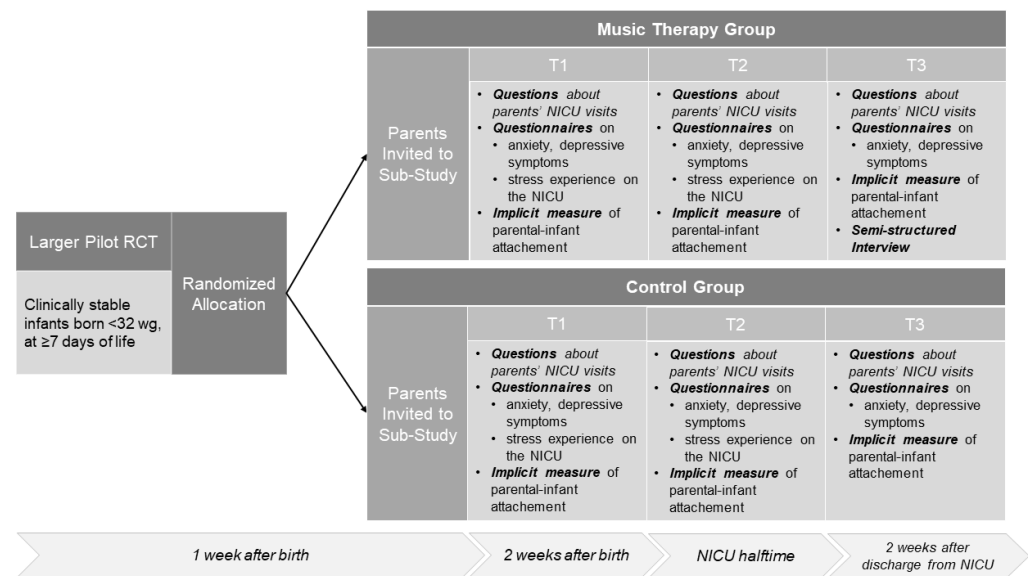 Larger Pilot RCT
Clinically stable
infants born <32 wg,
at ≥7 days of life
Randomized
Allocation
Music Therapy Group
Parents
Invited to
Sub-Study
T1
• Questions about
parents' NICU visits
• Questionnaires on
• anxiety, depressive
symptoms
• stress experience on
the NICU
• Implicit measure of
parental-infant
attachement
T2
• Questions about
parents' NICU visits
• Questionnaires on
• anxiety, depressive
symptoms
• stress experience on
the NICU
• Implicit measure of
parental-infant
attachement
T3
• Questions about
parents' NICU visits
• Questionnaires on
• anxiety, depressive
symptoms
• Implicit measure of
parental-infant
attachement
• Semi-structured
Interview
Control Group
Parents
Invited to
Sub-Study
T1
• Questions about
parents' NICU visits
• Questionnaires on
• anxiety, depressive
symptoms
• stress experience on
the NICU
• Implicit measure of
parental-infant
attachement
T2
• Questions about
parents' NICU visits
• Questionnaires on
• anxiety, depressive
symptoms
• stress experience on
the NICU
• Implicit measure of
parental-infant
attachement
T3
• Questions about
parents' NICU visits
• Questionnaires on
• anxiety, depressive
symptoms
• Implicit measure of
parental-infant
attachement
1 week after birth
2 weeks after birth
NICU halftime
2 weeks after
discharge from NICU